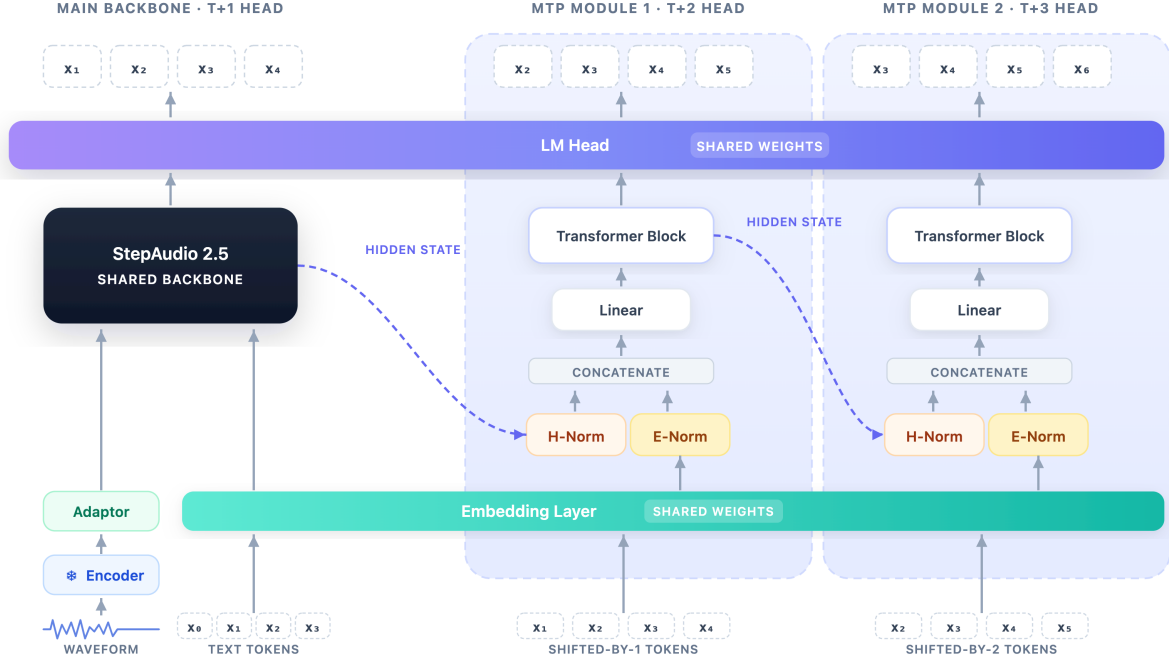 MAIN BACKBONE · T+1 HEAD
MTP MODULE 1 · T+2 HEAD
MTP MODULE 2 · T+3 HEAD
x₁ x₂ x₃ x₄
x₂ x₃ x₄ x₅
x₃ x₄ x₅ x₆
LM Head SHARED WEIGHTS
StepAudio 2.5
SHARED BACKBONE
HIDDEN STATE
Transformer Block
HIDDEN STATE
Transformer Block
Linear
Linear
CONCATENATE
CONCATENATE
H-Norm E-Norm
H-Norm E-Norm
Adaptor
Embedding Layer SHARED WEIGHTS
❄ Encoder
x₀ x₁ x₂ x₃
x₁ x₂ x₃ x₄
x₂ x₃ x₄ x₅
WAVEFORM
TEXT TOKENS
SHIFTED-BY-1 TOKENS
SHIFTED-BY-2 TOKENS